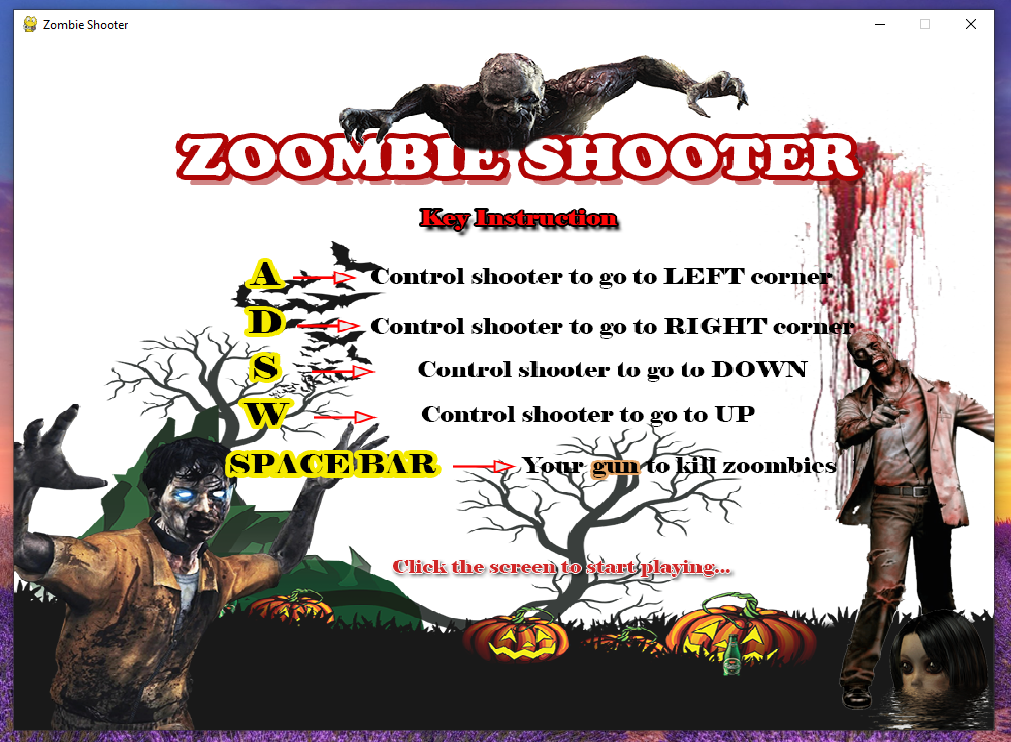 Zombie Shooter
ZOOMBIE SHOOTER
Key Instruction
A Control shooter to go to LEFT corner
D Control shooter to go to RIGHT corner
S Control shooter to go to DOWN
W Control shooter to go to UP
SPACE BAR Your gun to kill zoombies
Click the screen to start playing...